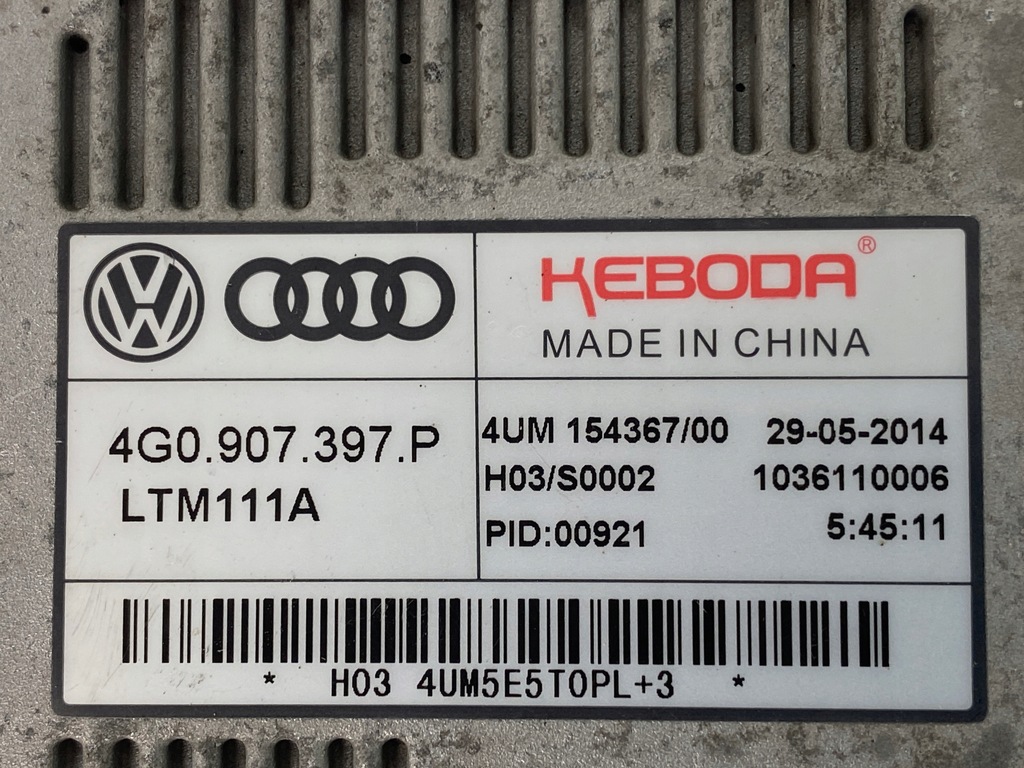 KEBODA®
MADE IN CHINA
4G0.907.397.P
LTM111A
4UM 154367/00 29-05-2014
H03/S0002 1036110006
PID:00921 5:45:11
* H03 4UM5E5T0PL+3 *